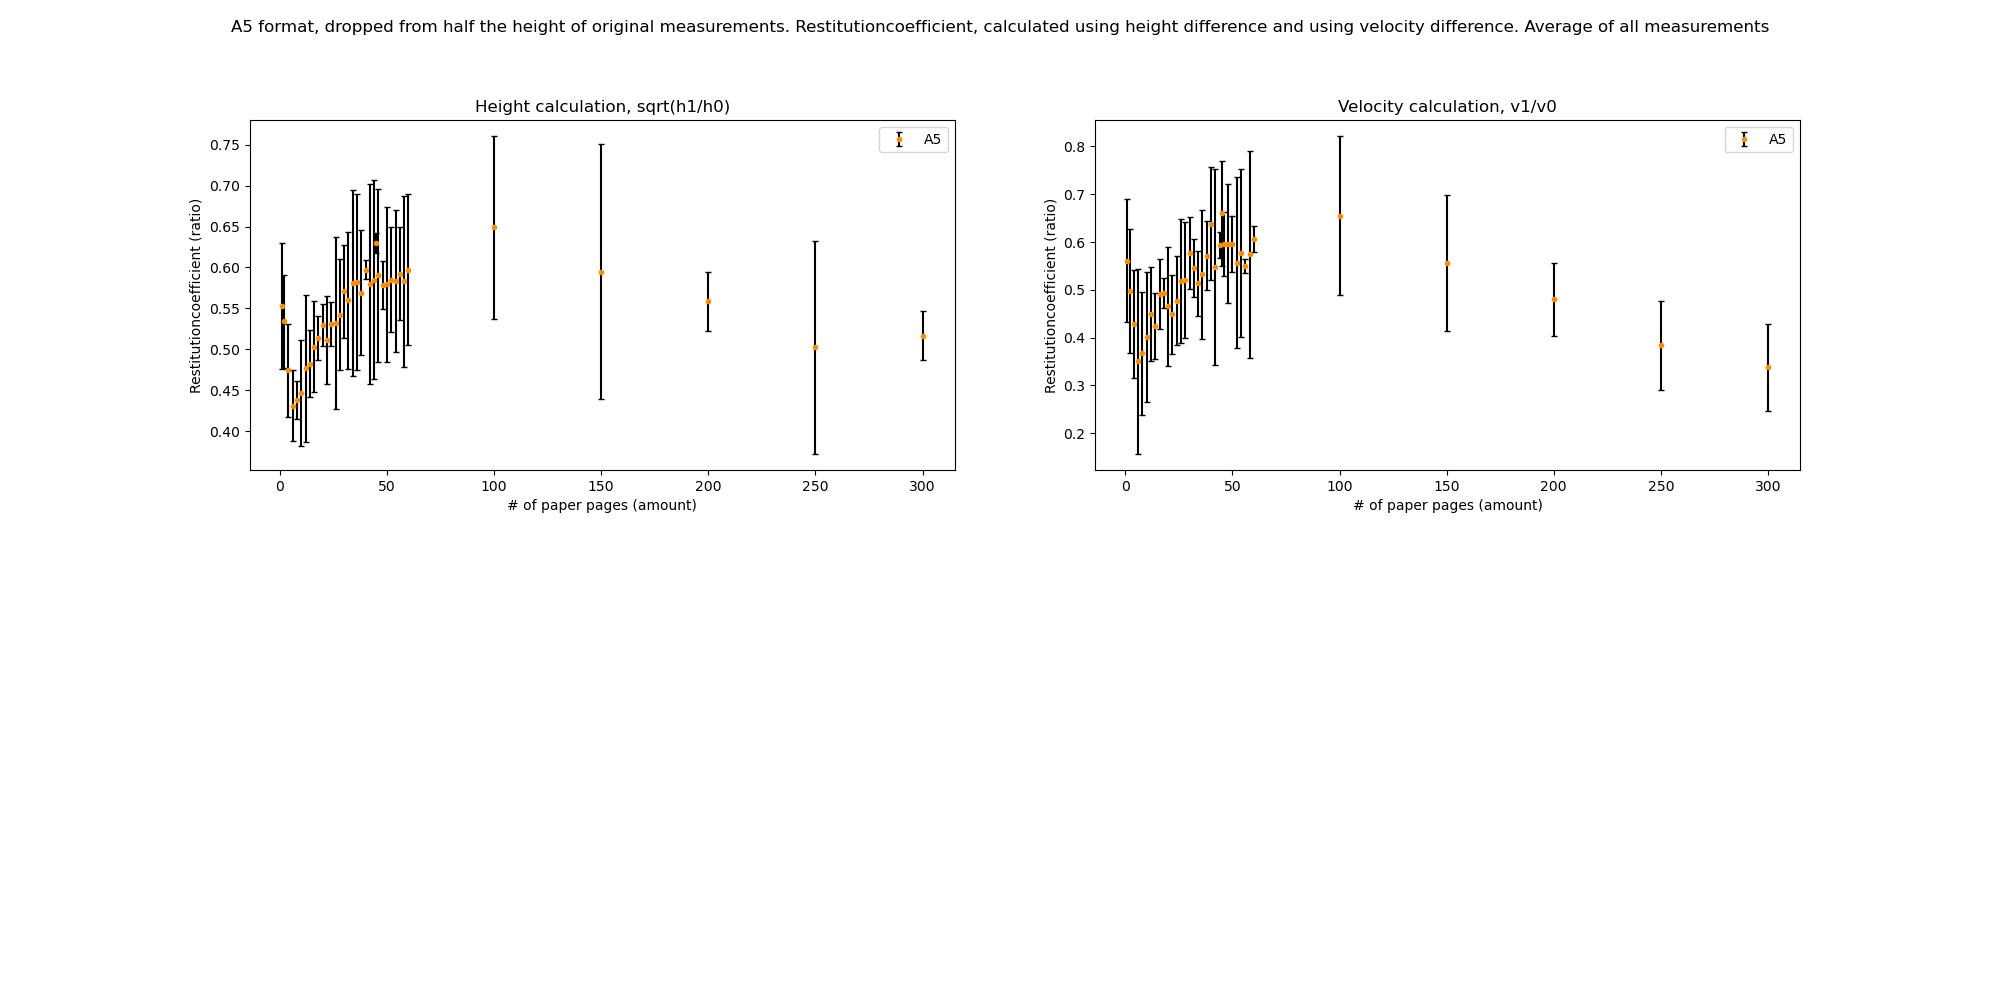 A5 format, dropped from half the height of original measurements. Restitutioncoefficient, calculated using height difference and using velocity difference. Average of all measurements
Height calculation, sqrt(h1/h0)
A5
0.75
0.70
0.65
0.60
0.55
0.50
0.45
0.40
Restitutioncoefficient (ratio)
0 50 100 150 200 250 300
# of paper pages (amount)
Velocity calculation, v1/v0
A5
0.8
0.7
0.6
0.5
0.4
0.3
0.2
Restitutioncoefficient (ratio)
0 50 100 150 200 250 300
# of paper pages (amount)